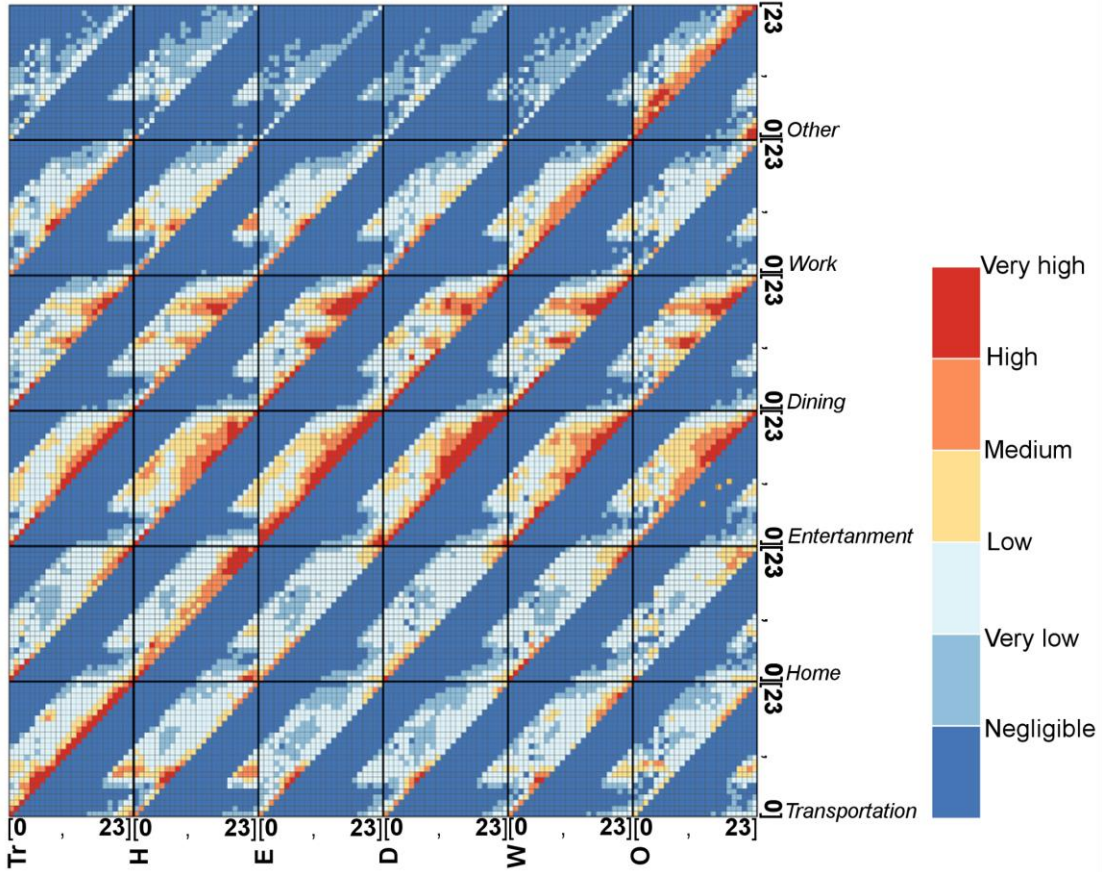 23]
,
[0
Other
23]
,
[0
Work
23]
,
[0
Dining
23]
,
[0
Entertanment
23]
,
[0
Home
23]
,
[0
Transportation
[0 , 23][0 , 23][0 , 23][0 , 23][0 , 23][0 , 23]
Tr H E D W O
Very high
High
Medium
Low
Very low
Negligible